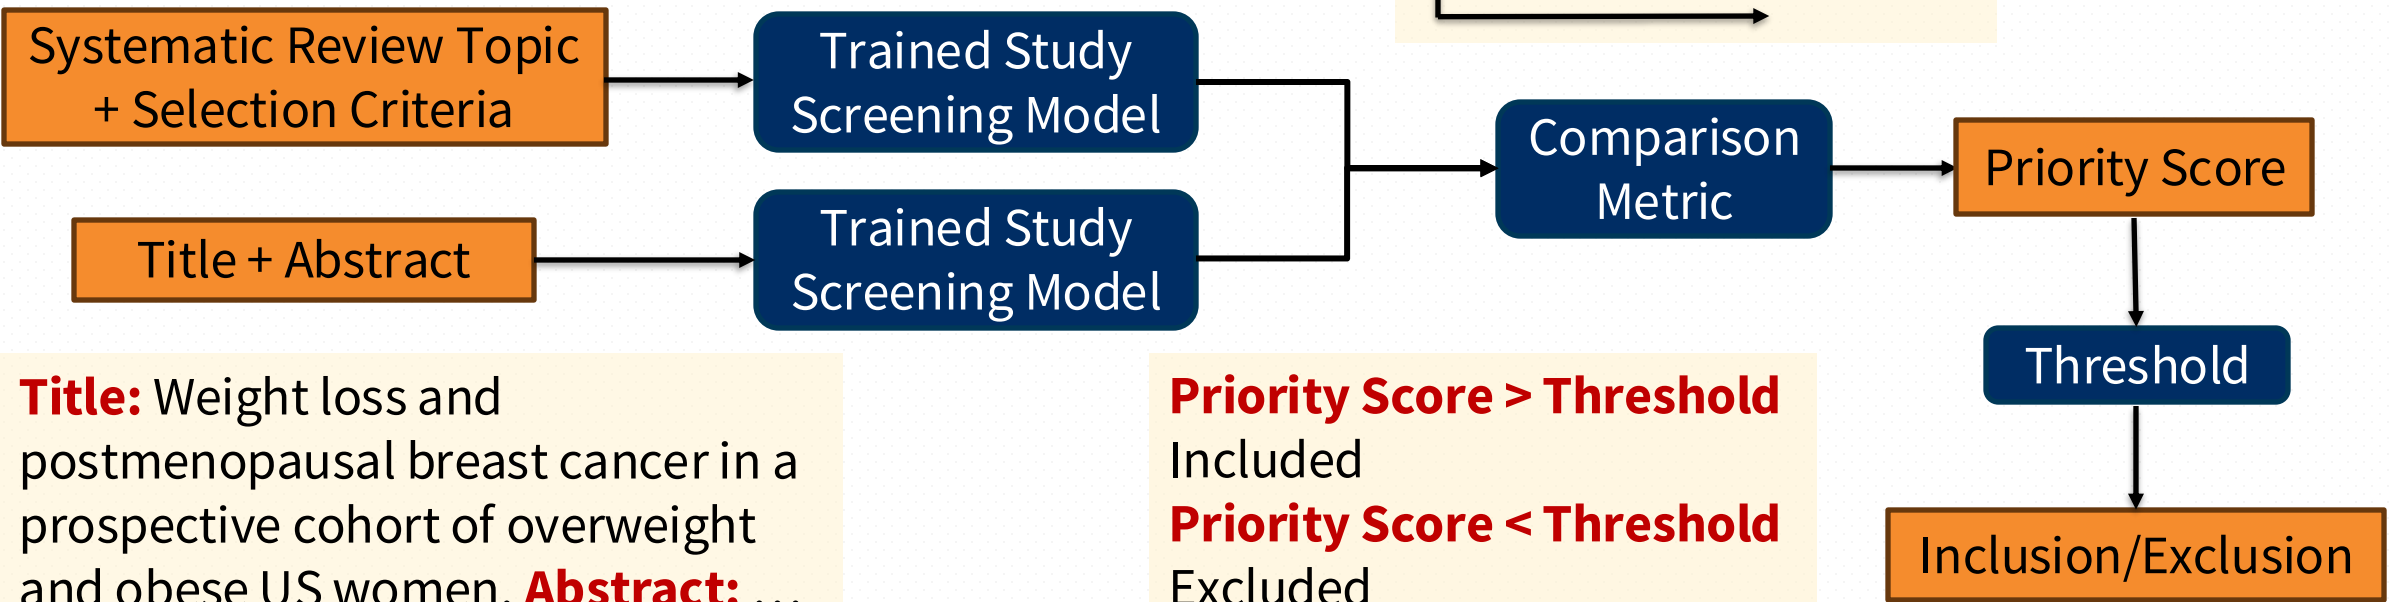 Systematic Review Topic
+ Selection Criteria
Trained Study
Screening Model
Comparison
Metric
Priority Score
Title + Abstract
Trained Study
Screening Model
Threshold
Inclusion/Exclusion
Title: Weight loss and
postmenopausal breast cancer in a
prospective cohort of overweight
and obese US women. Abstract: ...
Priority Score > Threshold
Included
Priority Score < Threshold
Excluded